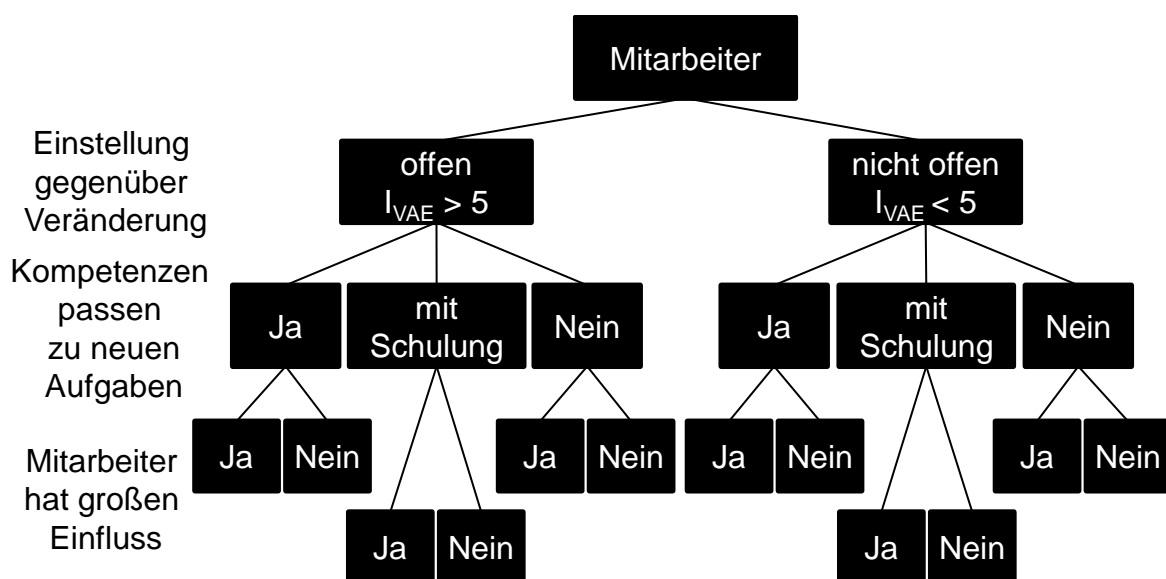 Mitarbeiter
Einstellung
gegenüber
Veränderung
offen
I_VAE > 5
nicht offen
I_VAE < 5
Kompetenzen
passen
zu neuen
Aufgaben
Ja
mit
Schulung
Nein
Ja
mit
Schulung
Nein
Mitarbeiter
hat großen
Einfluss
Ja Nein
Ja Nein
Ja Nein
Ja Nein
Ja Nein
Ja Nein